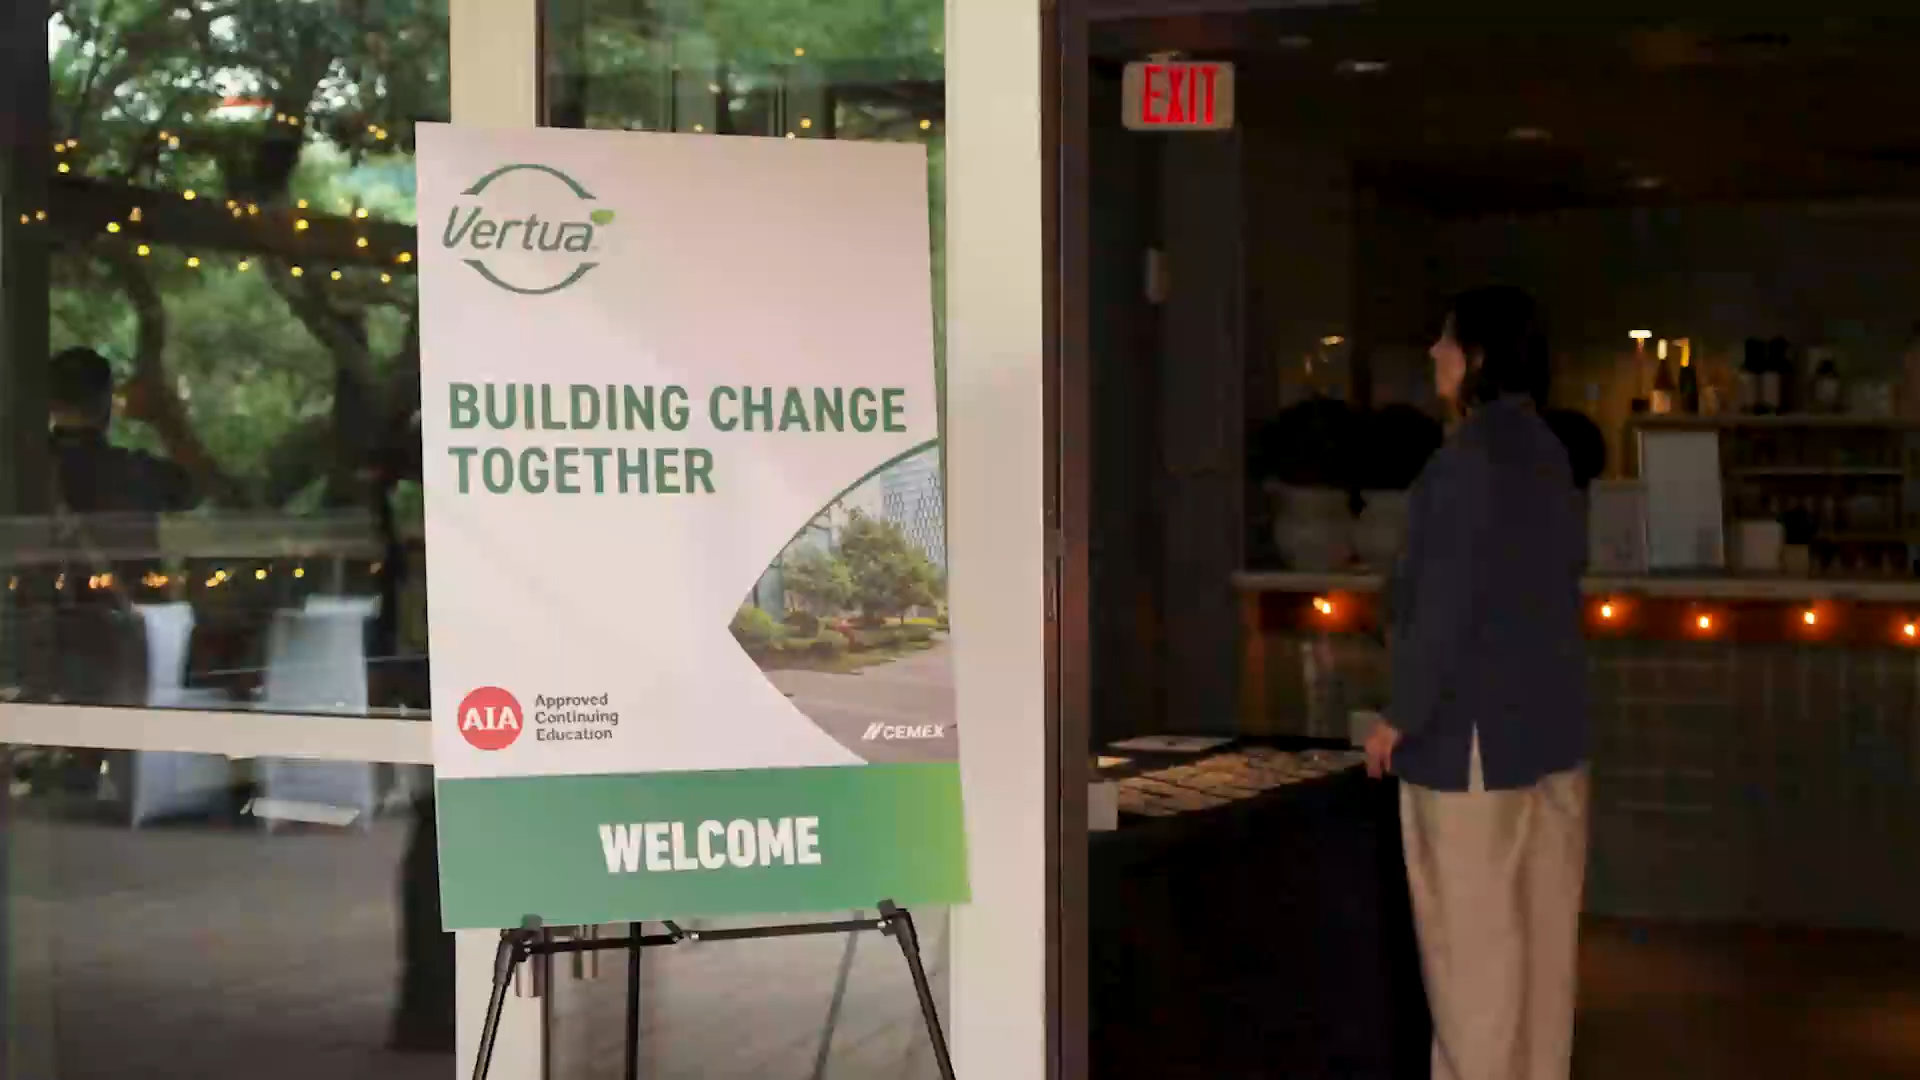 EXIT
Vertua
BUILDING CHANGE
TOGETHER
AIA
Approved
Continuing
Education
CEMEX
WELCOME